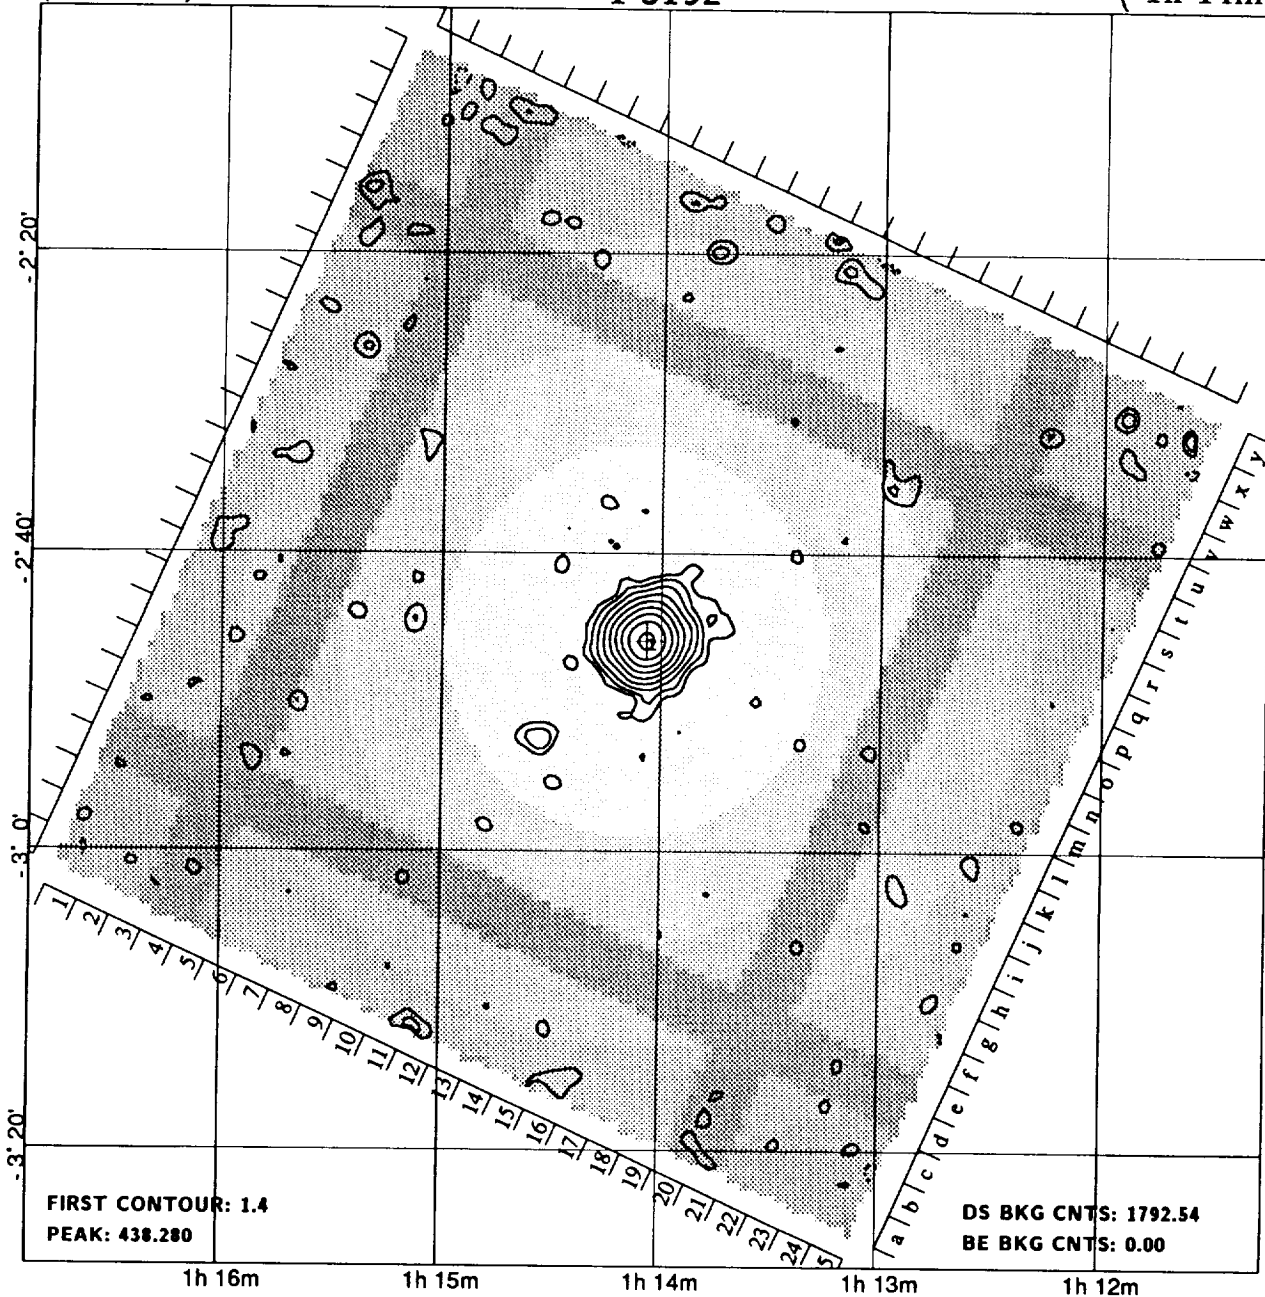 -2° 20'
-2° 40'
-3° 0'
-3° 20'
1 2 3 4 5 6 7 8 9 10 11 12 13 14 15 16 17 18 19 20 21 22 23 24
a b c d e f g h i j k l m n o p q r s t u v w x y
FIRST CONTOUR: 1.4
PEAK: 438.280
DS BKG CNTS: 1792.54
BE BKG CNTS: 0.00
1h 16m
1h 15m
1h 14m
1h 13m
1h 12m